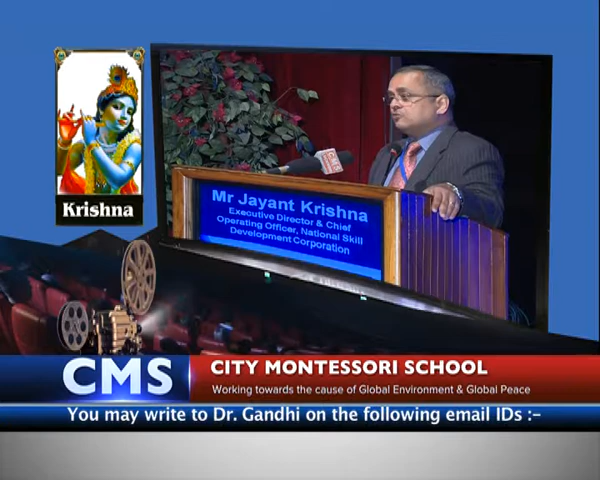 Krishna
Mr Jayant Krishna
Executive Director & Chief
Operating Officer, National Skill
Development Corporation
CMS
CITY MONTESSORI SCHOOL
Working towards the cause of Global Environment & Global Peace
You may write to Dr. Gandhi on the following email IDs :-